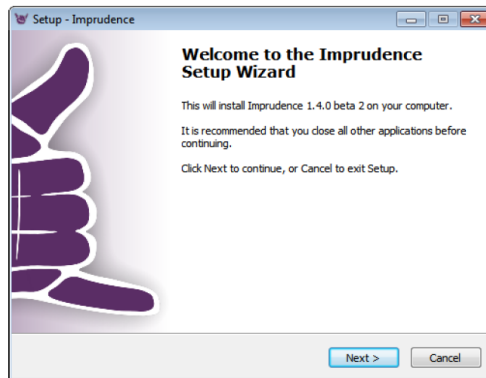 Setup - Imprudence
Welcome to the Imprudence
Setup Wizard
This will install Imprudence 1.4.0 beta 2 on your computer.
It is recommended that you close all other applications before
continuing.
Click Next to continue, or Cancel to exit Setup.
Next >
Cancel